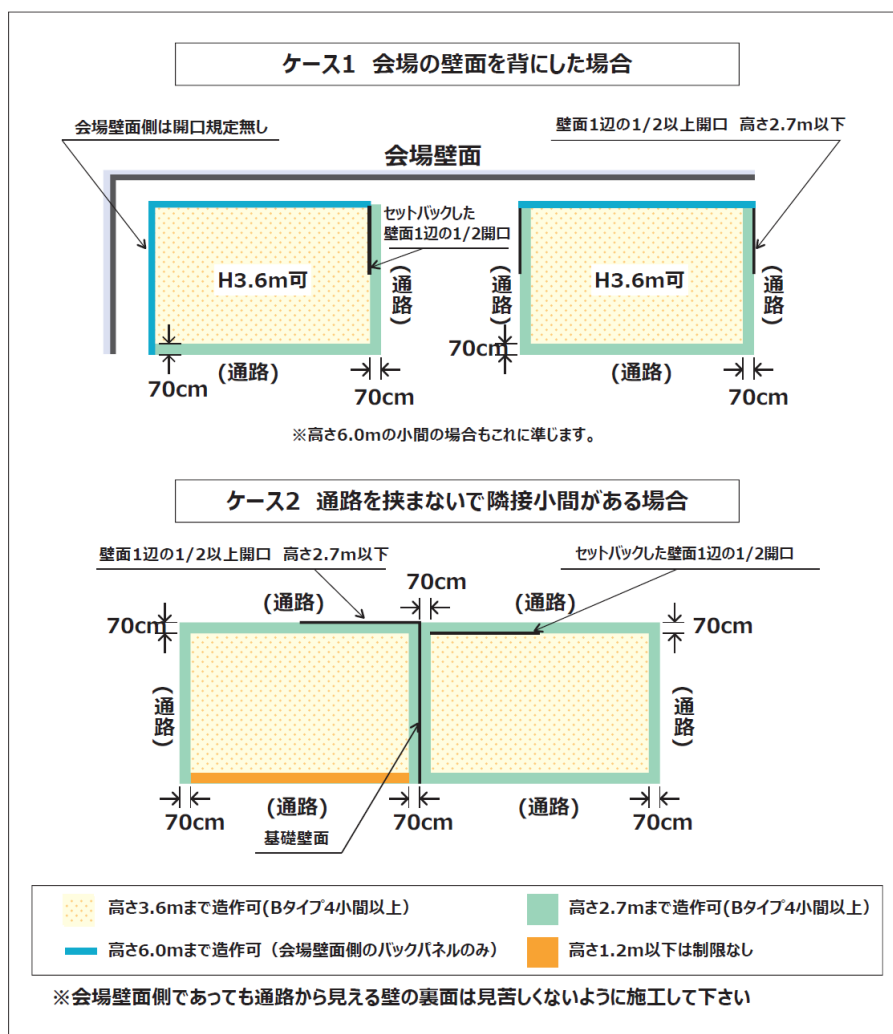 ケース1 会場の壁面を背にした場合
会場壁面側は開口規定無し
壁面1辺の1/2以上開口 高さ2.7m以下
会場壁面
セットバックした
壁面1辺の1/2開口
H3.6m可
(通路)
H3.6m可
(通路)
(通路)
70cm
(通路)
70cm
70cm
(通路)
70cm
※高さ6.0mの小間の場合もこれに準じます。
ケース2 通路を挟まないで隣接小間がある場合
壁面1辺の1/2以上開口 高さ2.7m以下
セットバックした壁面1辺の1/2開口
70cm
(通路)
(通路)
70cm
70cm
(通路)
(通路)
(通路)
(通路)
70cm
70cm
70cm
基礎壁面
高さ3.6mまで造作可(Bタイプ4小間以上)
高さ2.7mまで造作可(Bタイプ4小間以上)
高さ6.0mまで造作可（会場壁面側のバックパネルのみ）
高さ1.2m以下は制限なし
※会場壁面側であっても通路から見える壁の裏面は見苦しくないように施工して下さい